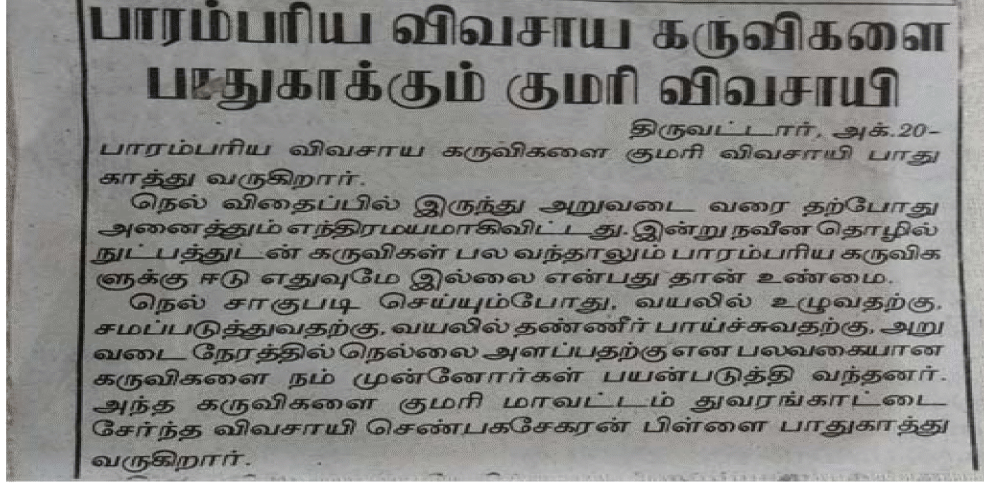 பாரம்பரிய விவசாய கருவிகளை
பாதுகாக்கும் குமரி விவசாயி
திருவட்டார், அக்.20-
பாரம்பரிய விவசாய கருவிகளை குமரி விவசாயி பாது
காத்து வருகிறார்.
நெல் விதைப்பில் இருந்து அறுவடை வரை தற்போது
அனைத்தும் எந்திரமயமாகிவிட்டது. இன்று நவீன தொழில்
நுட்பத்துடன் கருவிகள் பல வந்தாலும் பாரம்பரிய கருவிக
ளுக்கு ஈடு எதுவுமே இல்லை என்பது தான் உண்மை.
நெல் சாகுபடி செய்யும்போது, வயலில் உழுவதற்கு,
சமப்படுத்துவதற்கு, வயலில் தண்ணீர் பாய்ச்சுவதற்கு, அறு
வடை நேரத்தில் நெல்லை அளப்பதற்கு என பலவகையான
கருவிகளை நம் முன்னோர்கள் பயன்படுத்தி வந்தனர்.
அந்த கருவிகளை குமரி மாவட்டம் துவரங்காட்டை
சேர்ந்த விவசாயி செண்பகசேகரன் பிள்ளை பாதுகாத்து
வருகிறார்.